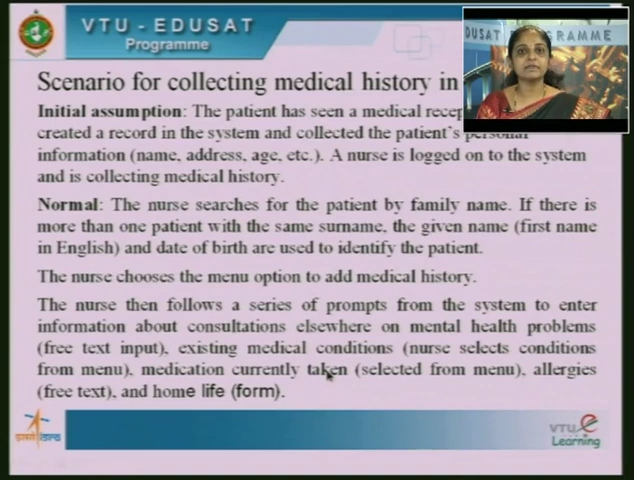 VTU - EDUSAT
Programme
EDUSAT PROGRAMME
Scenario for collecting medical history in
Initial assumption: The patient has seen a medical
created a record in the system and collected the patient's personal
information (name, address, age, etc.). A nurse is logged on to the system
and is collecting medical history.
Normal: The nurse searches for the patient by family name. If there is
more than one patient with the same surname, the given name (first name
in English) and date of birth are used to identify the patient.
The nurse chooses the menu option to add medical history.
The nurse then follows a series of prompts from the system to enter
information about consultations elsewhere on mental health problems
(free text input), existing medical conditions (nurse selects conditions
from menu), medication currently taken (selected from menu), allergies
(free text), and home life (form).
VTU e
Learning